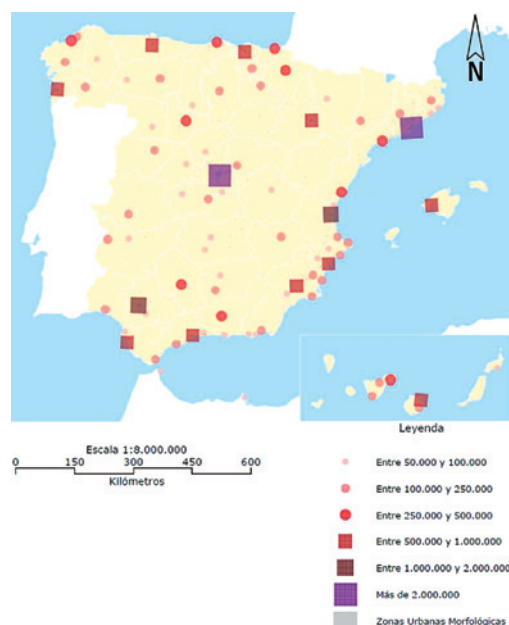 N
Leyenda
Escala 1:8.000.000
0 150 300 450 600
Kilómetros
Entre 50.000 y 100.000
Entre 100.000 y 250.000
Entre 250.000 y 500.000
Entre 500.000 y 1.000.000
Entre 1.000.000 y 2.000.000
Más de 2.000.000
Zonas Urbanas Morfológicas